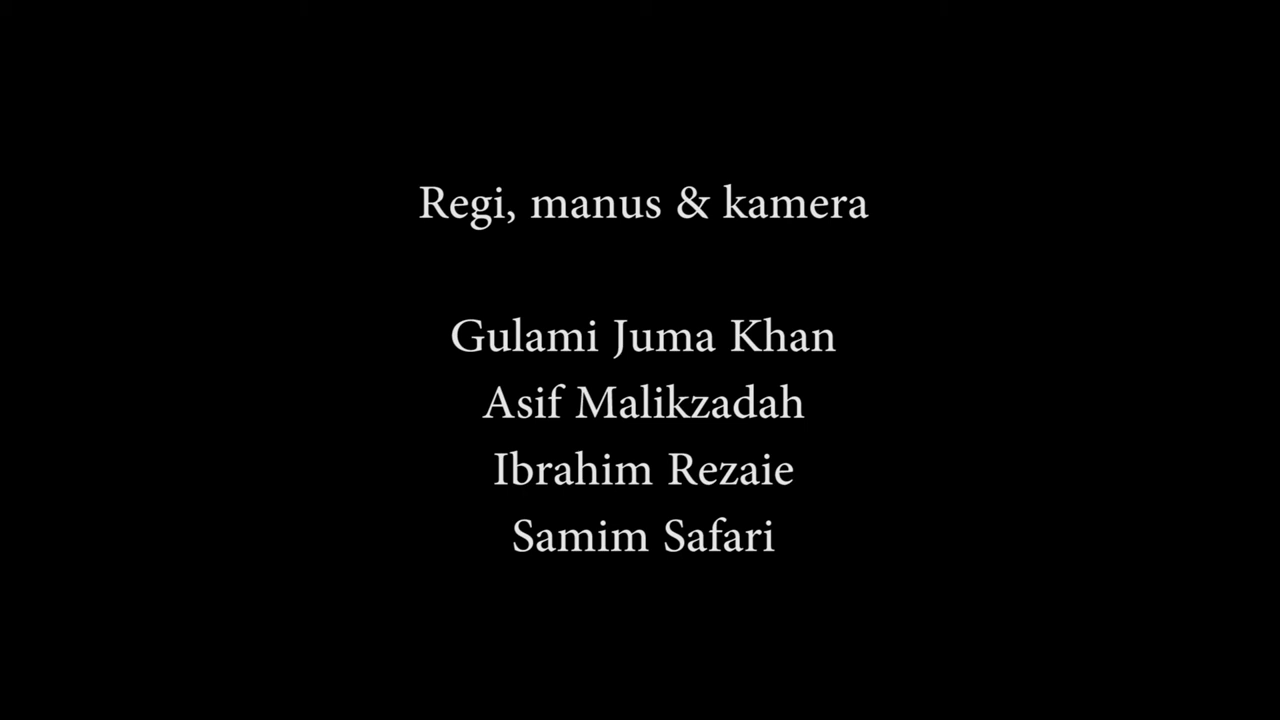 Regi, manus & kamera
Gulami Juma Khan
Asif Malikzadah
Ibrahim Rezaie
Samim Safari